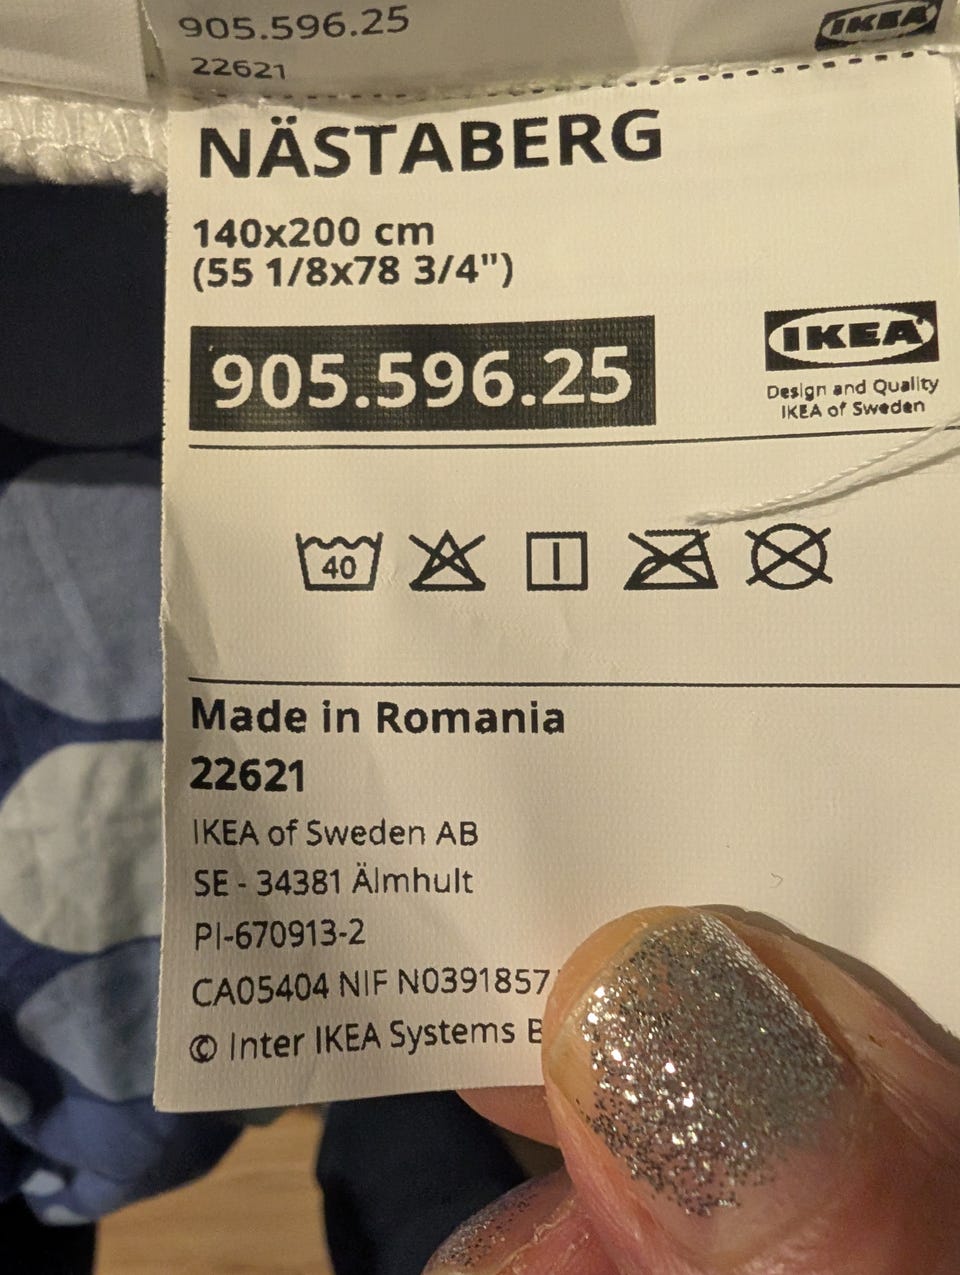 905.596.25
IKEA
22621
NÄSTABERG
140x200 cm
(55 1/8x78 3/4")
905.596.25
IKEA
Design and Quality
IKEA of Sweden
40
Made in Romania
22621
IKEA of Sweden AB
SE - 34381 Älmhult
PI-670913-2
CA05404 NIF N0391857
© Inter IKEA Systems B